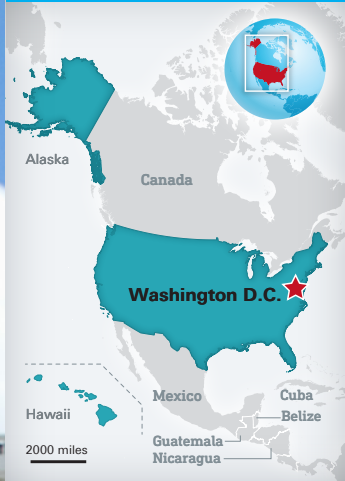 Alaska
Canada
Washington D.C.
Mexico
Cuba
Belize
Hawaii
Guatemala
Nicaragua
2000 miles